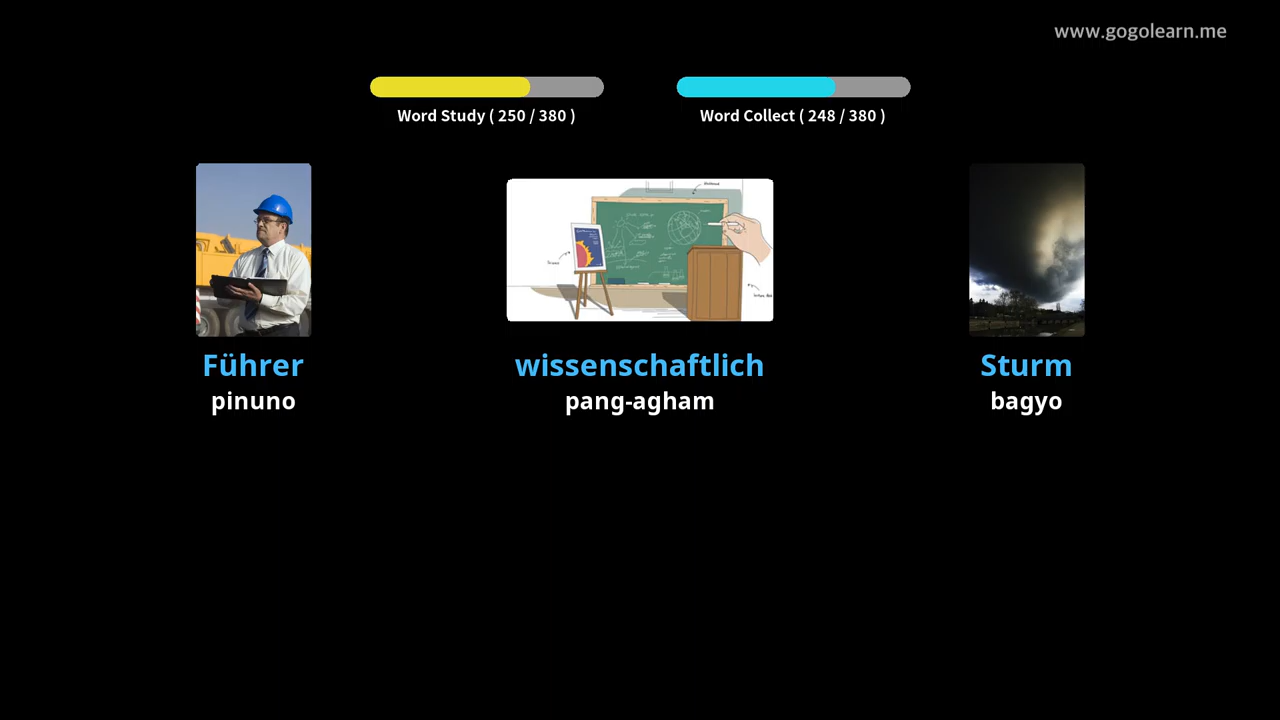 www.gogolearn.me
Word Study ( 250 / 380 )
Word Collect ( 248 / 380 )
Führer
pinuno
wissenschaftlich
pang-agham
Sturm
bagyo